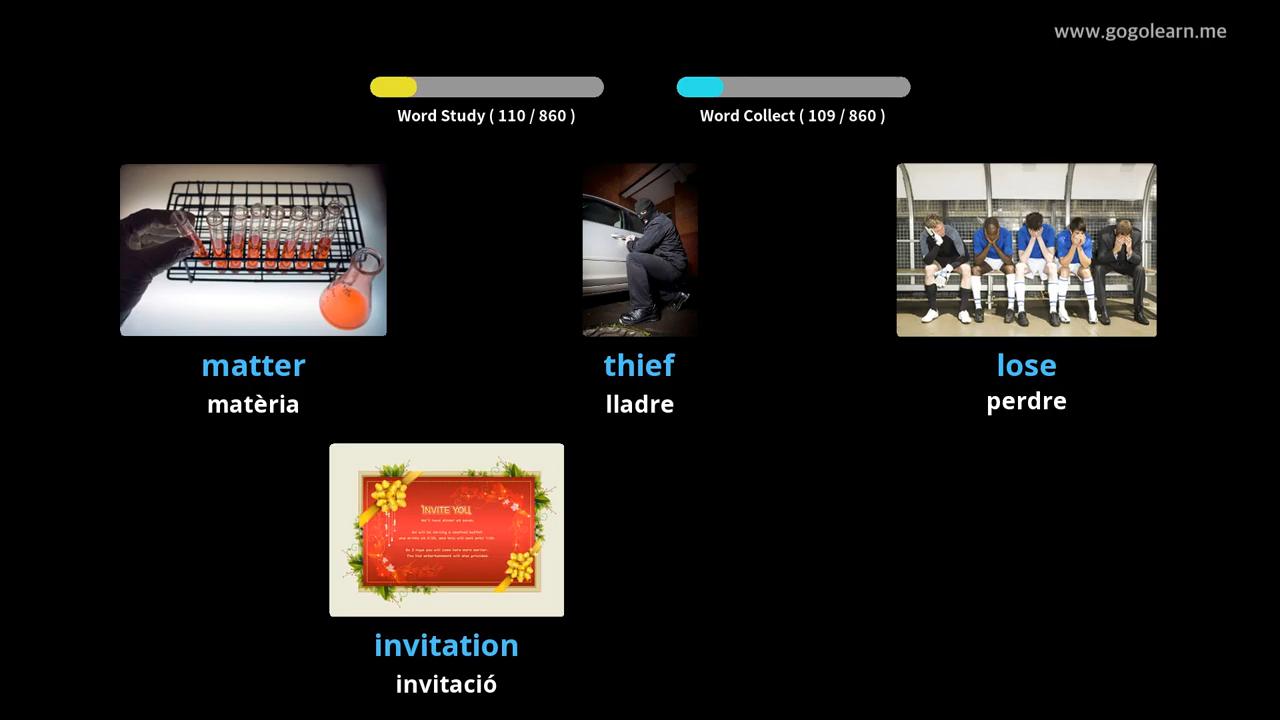 www.gogolearn.me
Word Study ( 110 / 860 )
Word Collect ( 109 / 860 )
matter
matèria
thief
lladre
lose
perdre
INVITE YOU
invitation
invitació